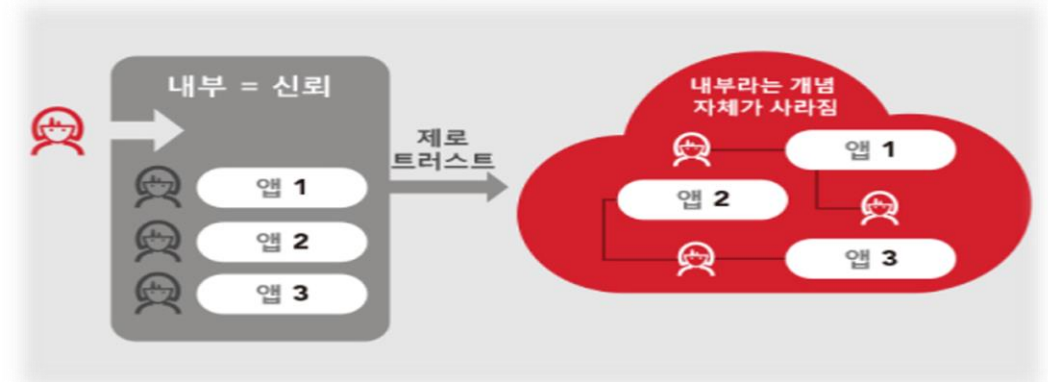 내부 = 신뢰
앱 1
앱 2
앱 3
제로
트러스트
내부라는 개념
자체가 사라짐
앱 1
앱 2
앱 3